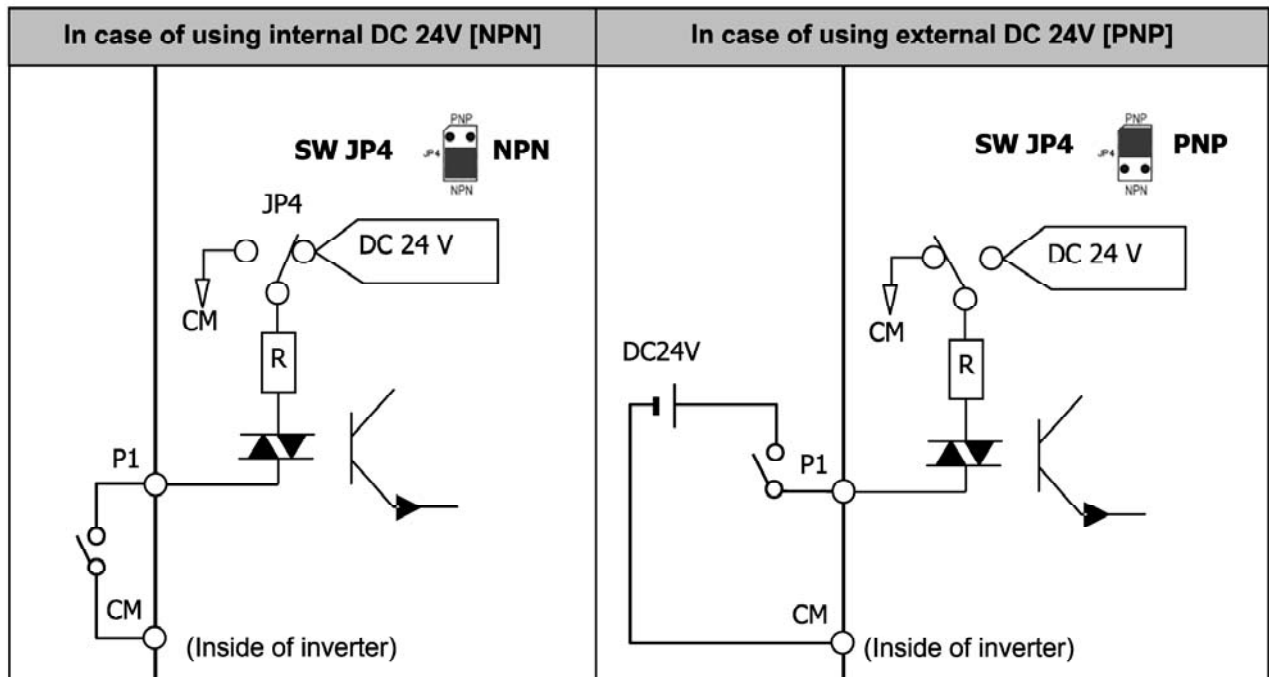 In case of using internal DC 24V [NPN]
In case of using external DC 24V [PNP]
PNP
SW JP4
JP4
NPN
NPN
JP4
DC 24 V
CM
R
P1
CM
(Inside of inverter)
PNP
SW JP4
JP4
PNP
NPN
DC 24 V
CM
DC24V
R
P1
CM
(Inside of inverter)